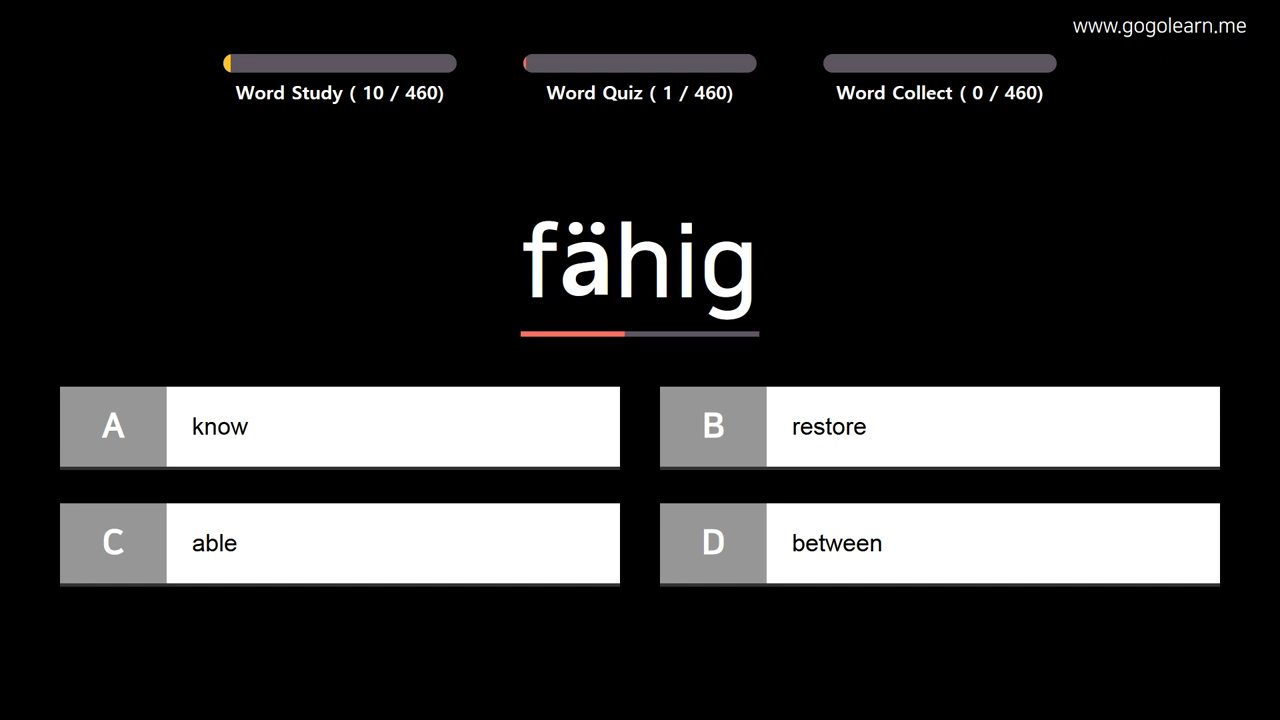 www.gogolearn.me
Word Study ( 10 / 460)
Word Quiz ( 1 / 460)
Word Collect ( 0 / 460)
fähig
A know
B restore
C able
D between